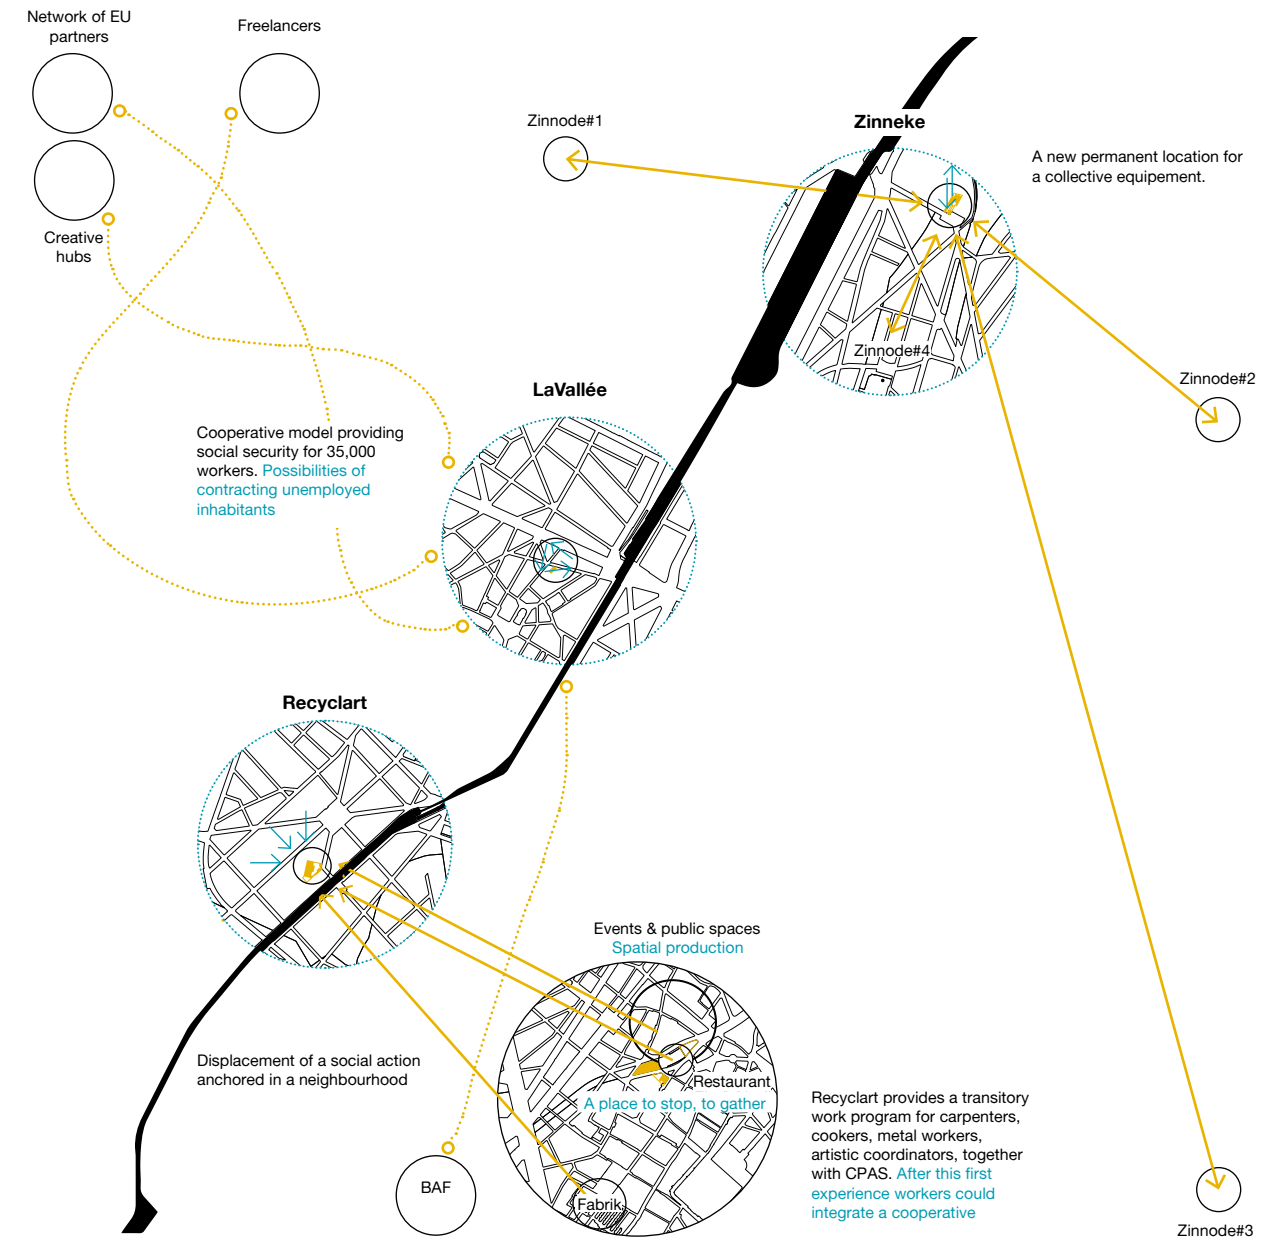 Network of EU
partners
Freelancers
Creative
hubs
Zinnode#1
Zinneke
A new permanent location for
a collective equipement.
Zinnode#4
Zinnode#2
LaVallée
Cooperative model providing
social security for 35,000
workers. Possibilities of
contracting unemployed
inhabitants
Recyclart
Events & public spaces
Spatial production
Displacement of a social action
anchored in a neighbourhood
Restaurant
A place to stop, to gather
Recyclart provides a transitory
work program for carpenters,
cookers, metal workers,
artistic coordinators, together
with CPAS. After this first
experience workers could
integrate a cooperative
BAF
Fabrik
Zinnode#3